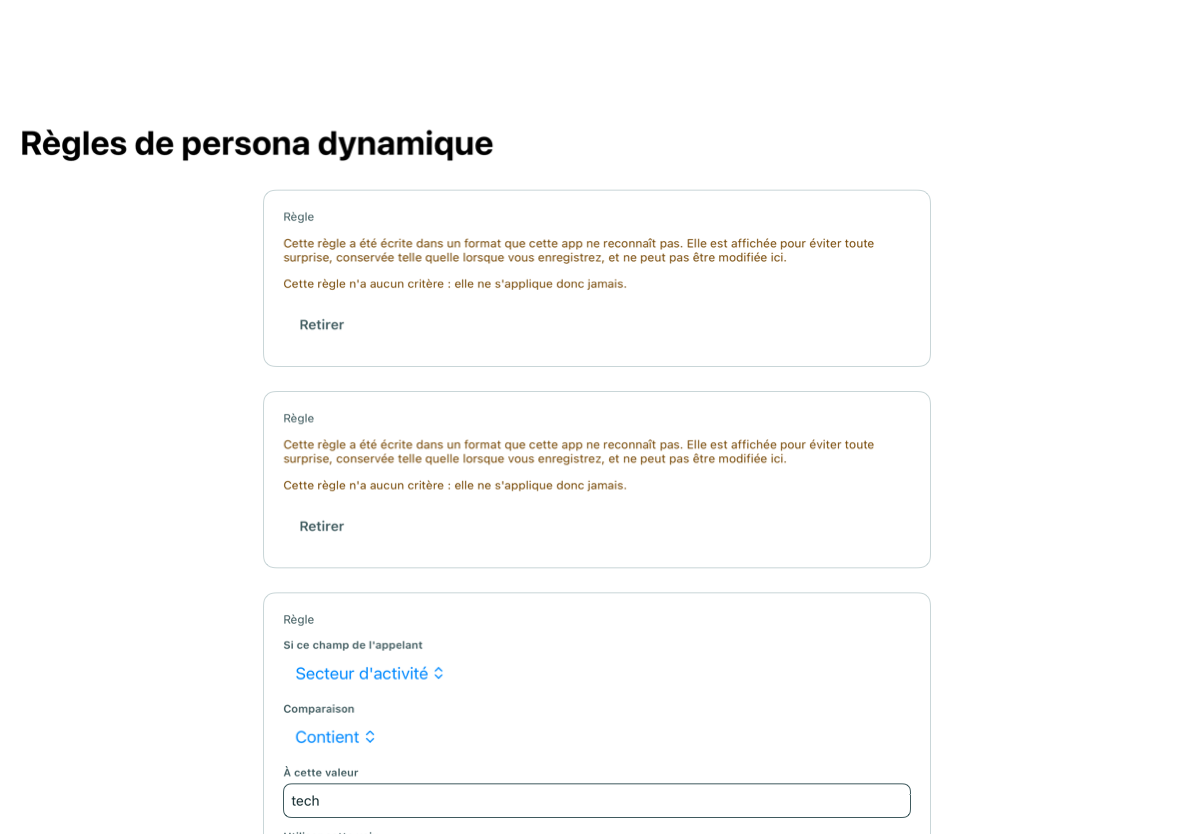 Règles de persona dynamique
Règle
Cette règle a été écrite dans un format que cette app ne reconnaît pas. Elle est affichée pour éviter toute
surprise, conservée telle quelle lorsque vous enregistrez, et ne peut pas être modifiée ici.
Cette règle n'a aucun critère : elle ne s'applique donc jamais.
Retirer
Règle
Cette règle a été écrite dans un format que cette app ne reconnaît pas. Elle est affichée pour éviter toute
surprise, conservée telle quelle lorsque vous enregistrez, et ne peut pas être modifiée ici.
Cette règle n'a aucun critère : elle ne s'applique donc jamais.
Retirer
Règle
Si ce champ de l'appelant
Secteur d'activité
Comparaison
Contient
À cette valeur
tech